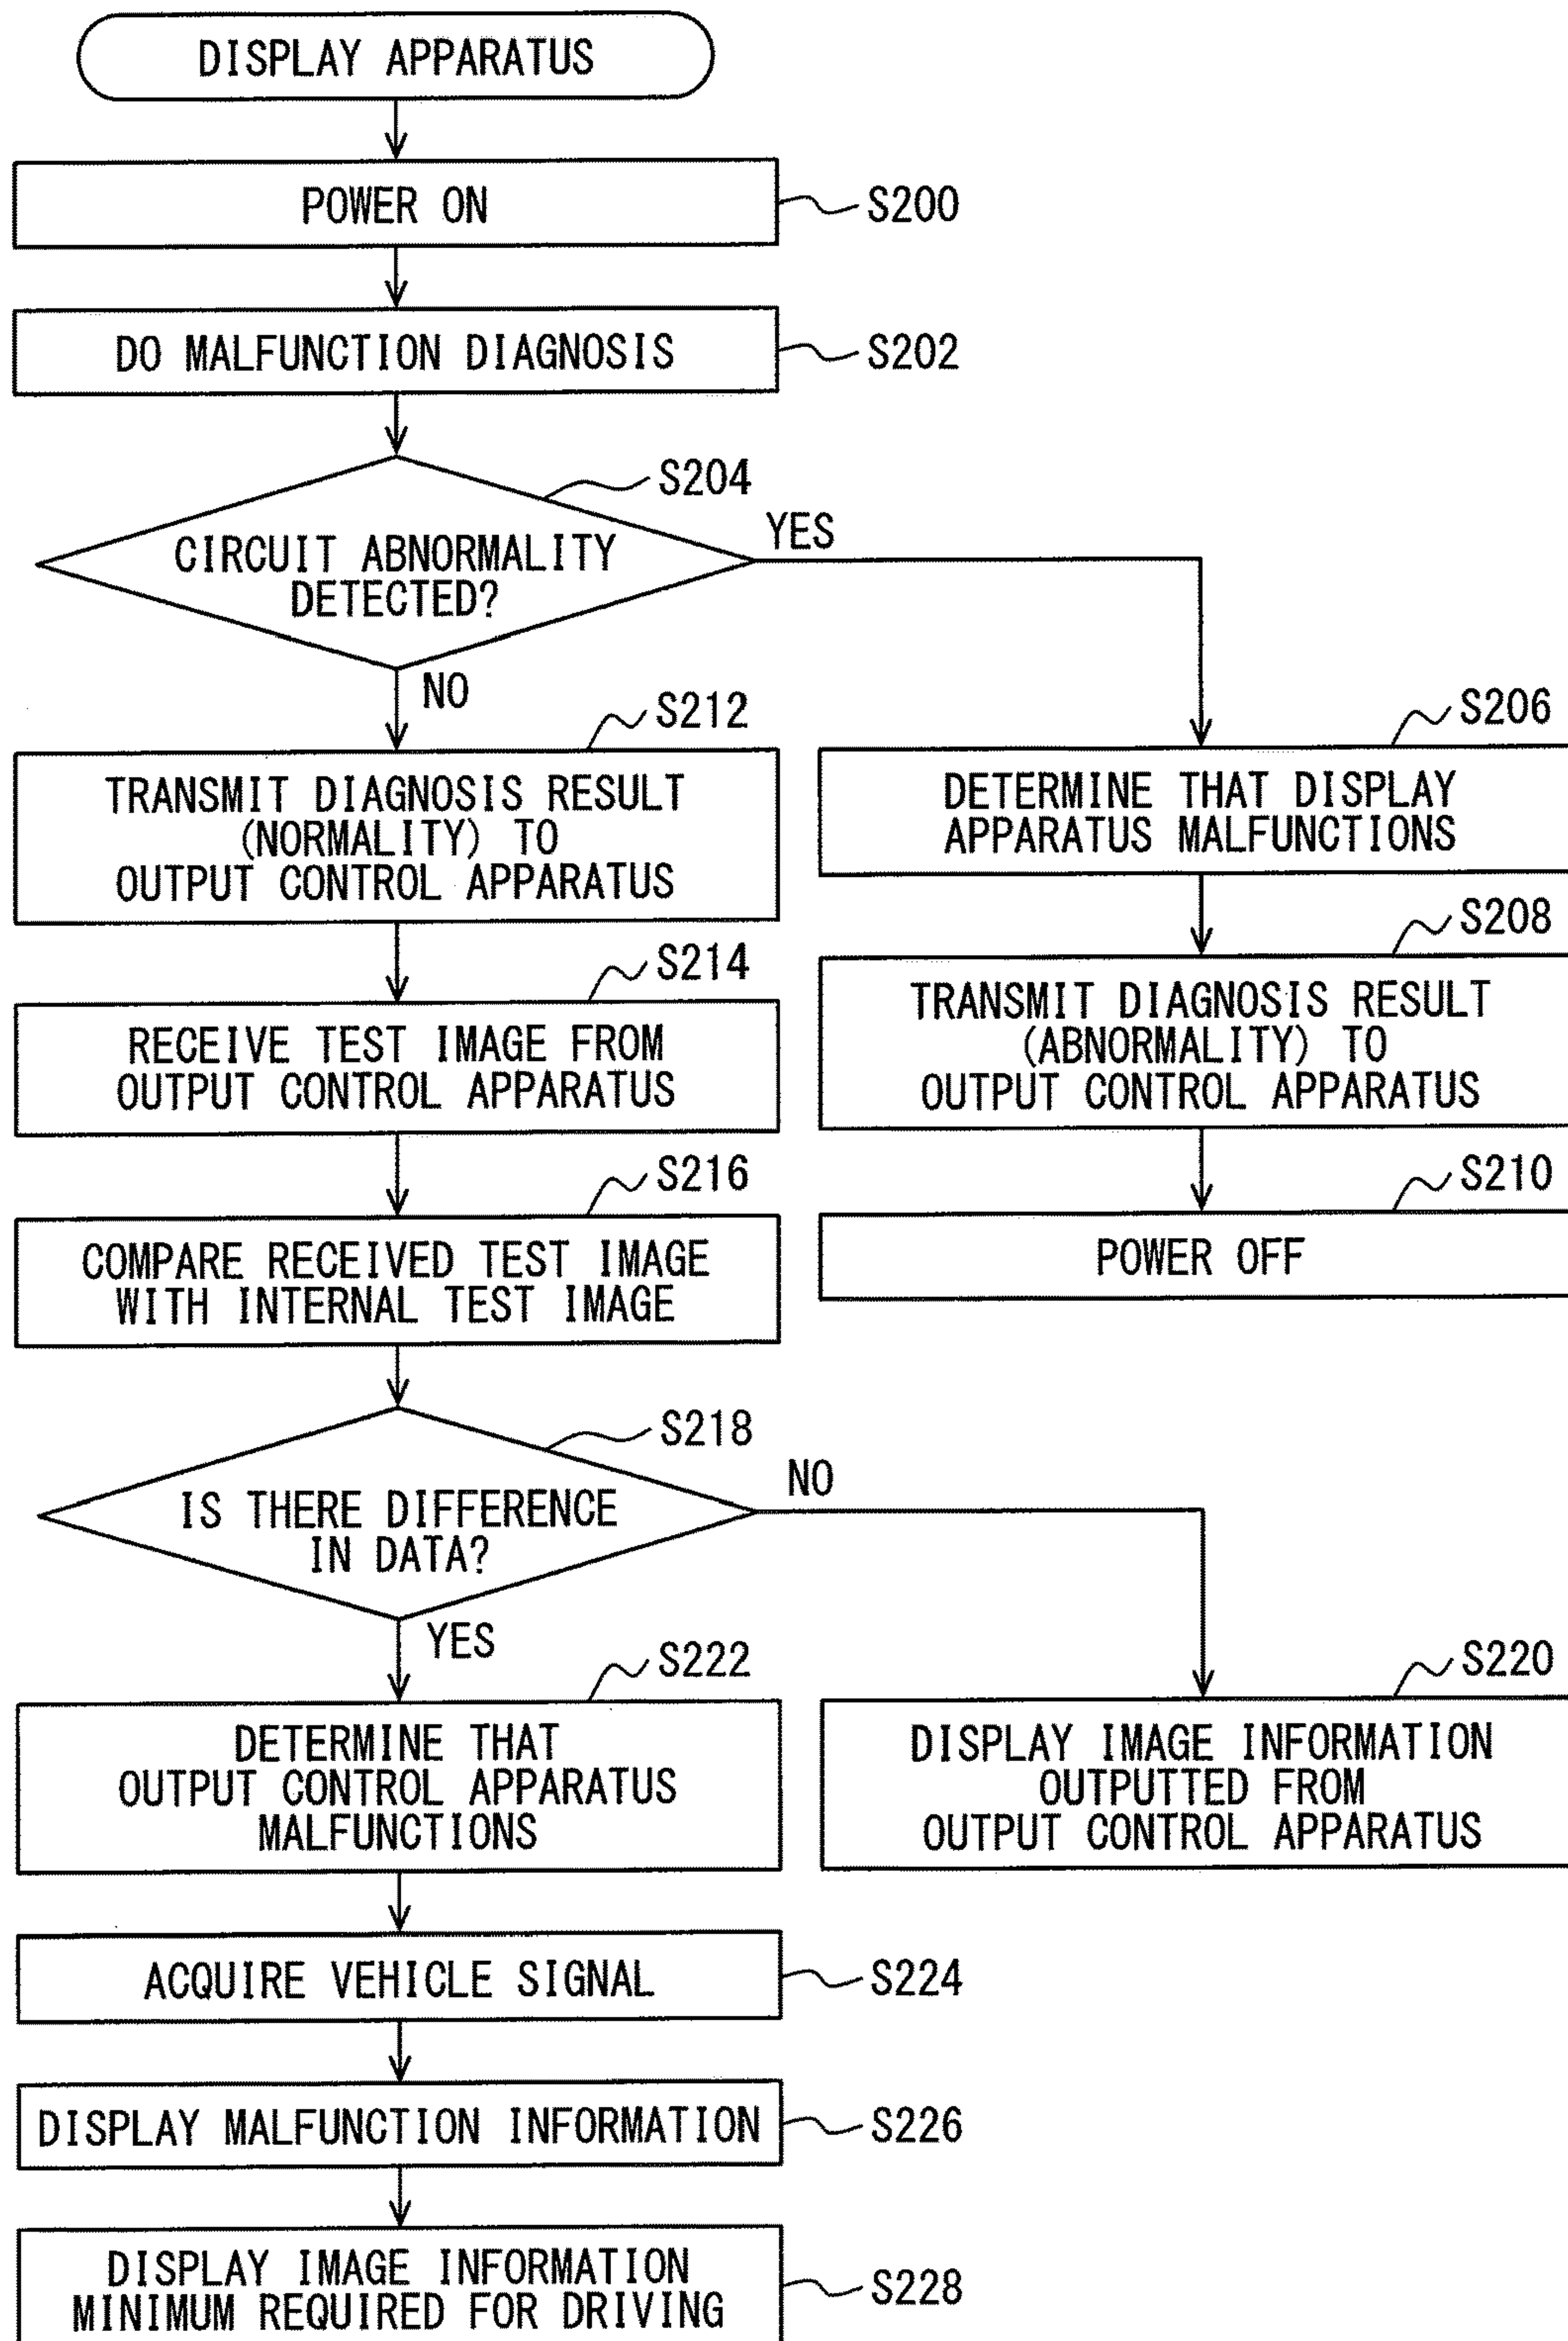 DISPLAY APPARATUS
POWER ON
S200
DO MALFUNCTION DIAGNOSIS
S202
S204
CIRCUIT ABNORMALITY
DETECTED?
YES
NO
S212
TRANSMIT DIAGNOSIS RESULT
(NORMALITY) TO
OUTPUT CONTROL APPARATUS
S206
DETERMINE THAT DISPLAY
APPARATUS MALFUNCTIONS
S208
TRANSMIT DIAGNOSIS RESULT
(ABNORMALITY) TO
OUTPUT CONTROL APPARATUS
S210
POWER OFF
S214
RECEIVE TEST IMAGE FROM
OUTPUT CONTROL APPARATUS
S216
COMPARE RECEIVED TEST IMAGE
WITH INTERNAL TEST IMAGE
S218
IS THERE DIFFERENCE
IN DATA?
NO
YES
S222
DETERMINE THAT
OUTPUT CONTROL APPARATUS
MALFUNCTIONS
S220
DISPLAY IMAGE INFORMATION
OUTPUTTED FROM
OUTPUT CONTROL APPARATUS
ACQUIRE VEHICLE SIGNAL
S224
DISPLAY MALFUNCTION INFORMATION
S226
DISPLAY IMAGE INFORMATION
MINIMUM REQUIRED FOR DRIVING
S228